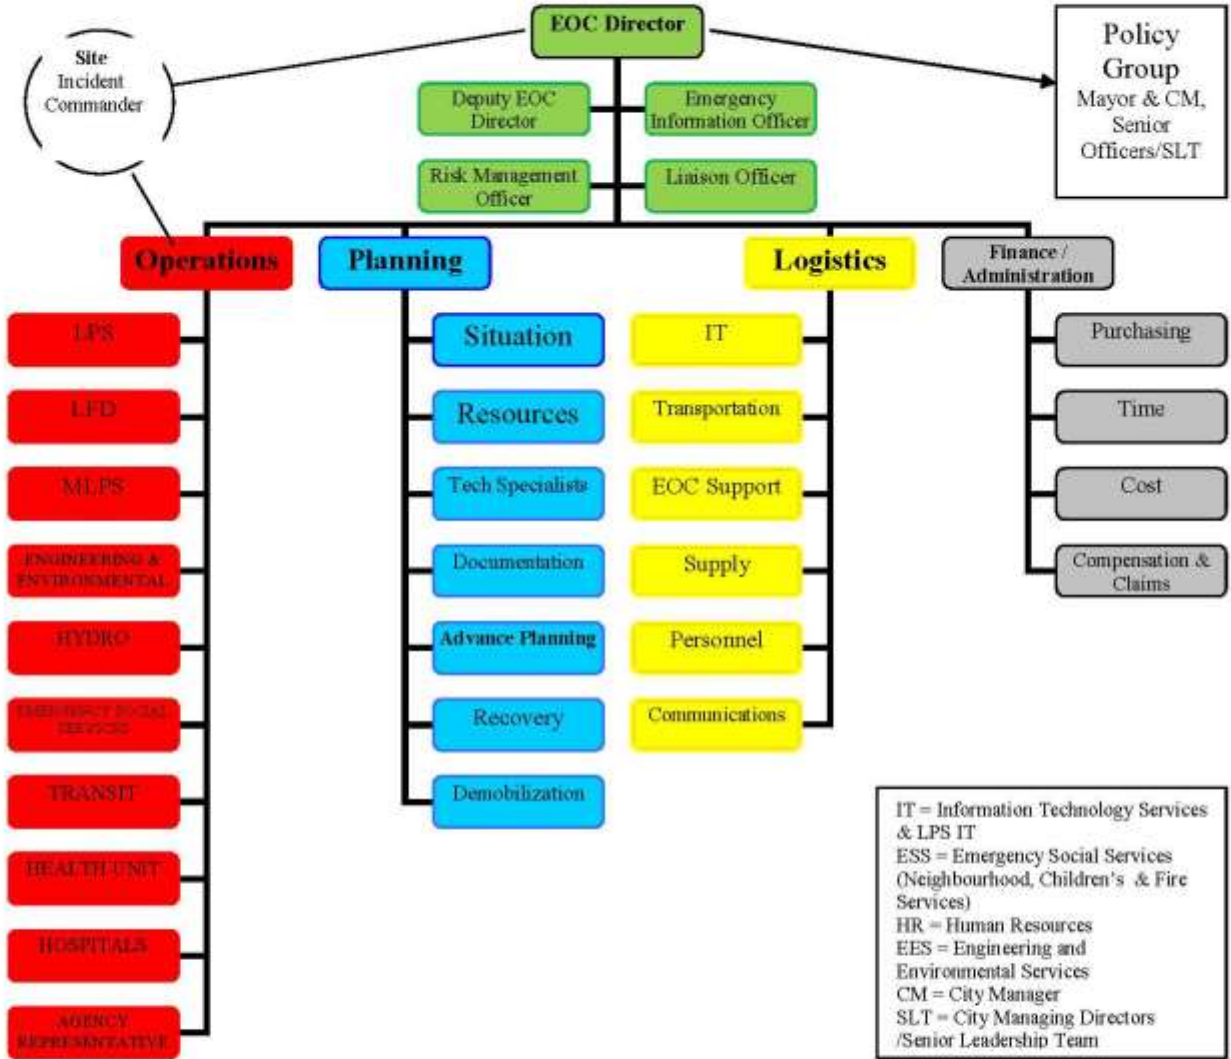 EOC Director
Site
Incident
Commander
Policy
Group
Mayor & CM,
Senior
Officers/SLT
Deputy EOC
Director
Emergency
Information Officer
Risk Management
Officer
Liaison Officer
Operations
Planning
Logistics
Finance /
Administration
LPS
LFD
MLPS
ENGINEERING &
ENVIRONMENTAL
HYDRO
EMERGENCY SOCIAL
SERVICES
TRANSIT
HEALTH UNIT
HOSPITALS
AGENCY
REPRESENTATIVE
Situation
Resources
Tech Specialists
Documentation
Advance Planning
Recovery
Demobilization
IT
Transportation
EOC Support
Supply
Personnel
Communications
Purchasing
Time
Cost
Compensation &
Claims
IT = Information Technology Services
& LPS IT
ESS = Emergency Social Services
(Neighbourhood, Children's & Fire
Services)
HR = Human Resources
EES = Engineering and
Environmental Services
CM = City Manager
SLT = City Managing Directors
/Senior Leadership Team